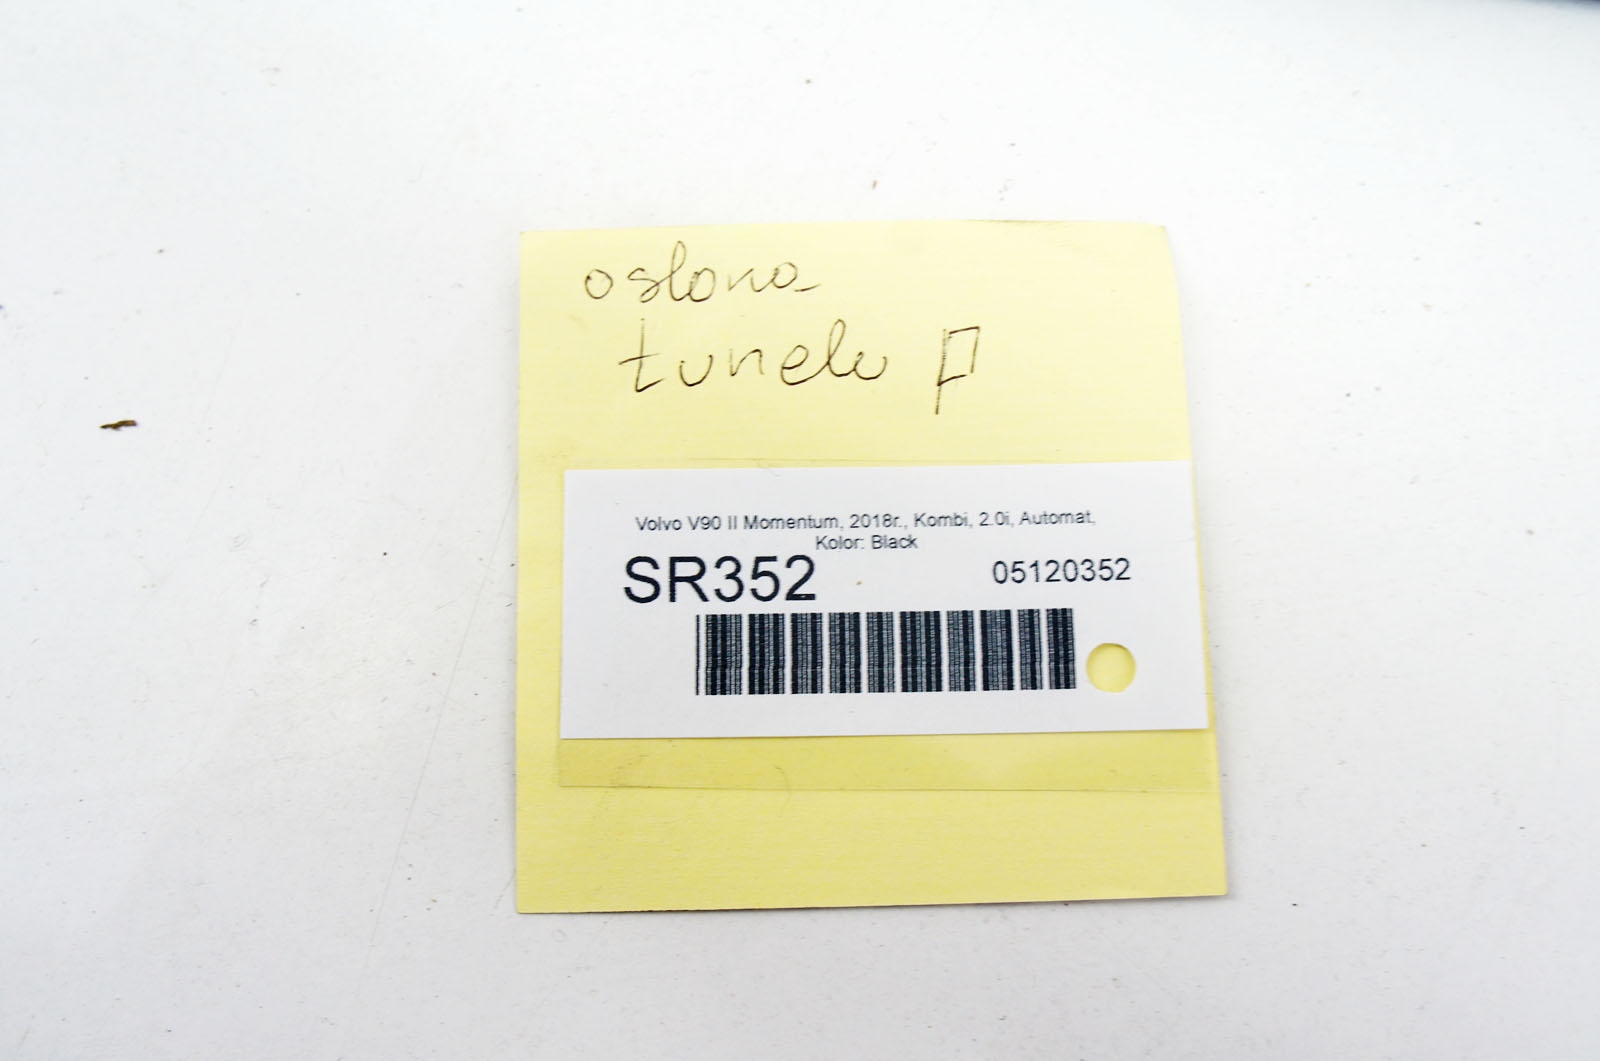 oslona
tunelu P
Volvo V90 II Momentum, 2018r., Kombi, 2.0i, Automat,
Kolor: Black
SR352 05120352